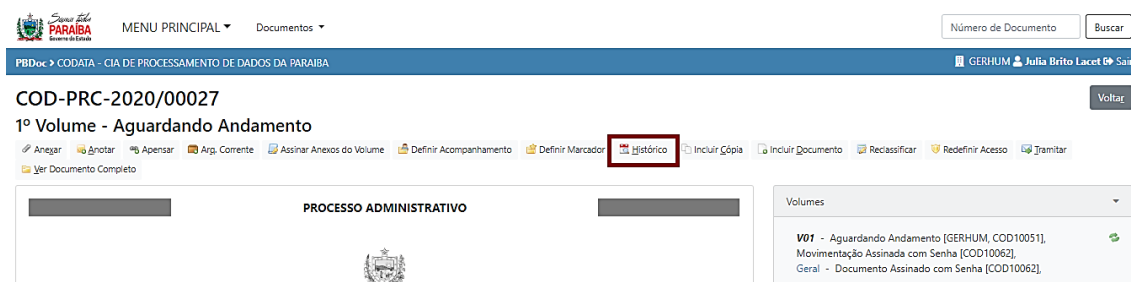 Somos todos
PARAÍBA
Governo do Estado
MENU PRINCIPAL
Documentos
Número de Documento
Buscar
PBDoc > CODATA - CIA DE PROCESSAMENTO DE DADOS DA PARAIBA
GERHUM Julia Brito Lacet Sair
COD-PRC-2020/00027
Voltar
1º Volume - Aguardando Andamento
Anexar Anotar Apensar Arq. Corrente Assinar Anexos do Volume Definir Acompanhamento Definir Marcador Histórico Incluir Cópia Incluir Documento Reclassificar Redefinir Acesso Tramitar
Ver Documento Completo
PROCESSO ADMINISTRATIVO
Volumes
V01 - Aguardando Andamento [GERHUM, COD10051],
Movimentação Assinada com Senha [COD10062],
Geral - Documento Assinado com Senha [COD10062],